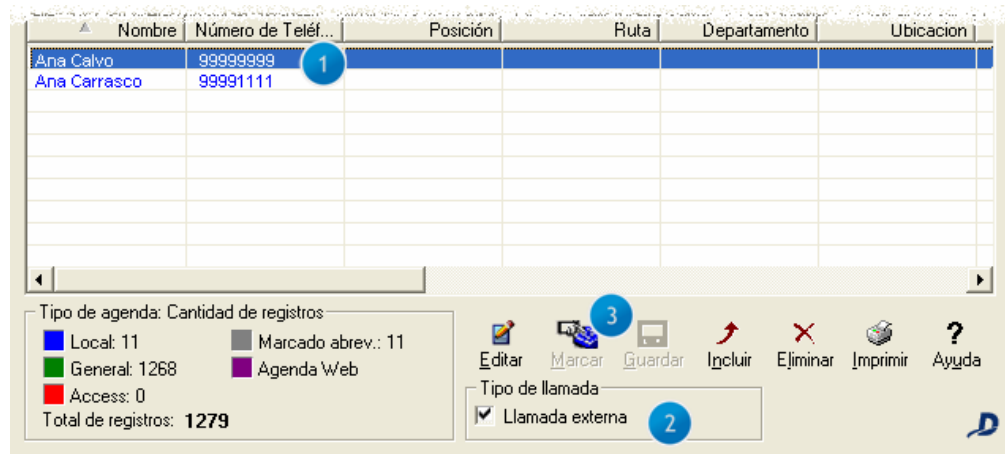 Nombre Número de Teléf... Posición Ruta Departamento Ubicacion
Ana Calvo 99999999
1
Ana Carrasco 99991111
Tipo de agenda: Cantidad de registros
Local: 11 Marcado abrev.: 11
General: 1268 Agenda Web
Access: 0
Total de registros: 1279
3
Editar Marcar Guardar Incluir Eliminar Imprimir Ayuda
Tipo de llamada
Llamada externa
2